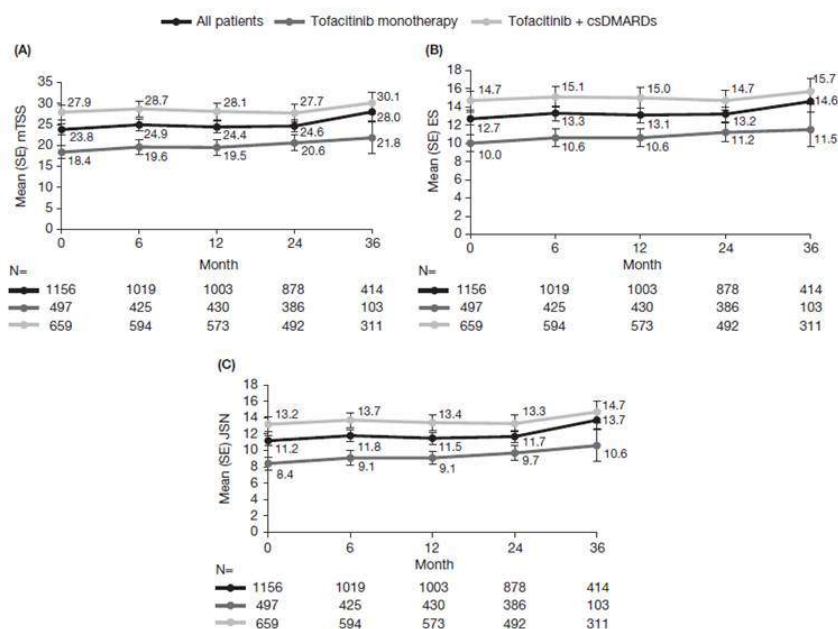 All patients Tofacitinib monotherapy Tofacitinib + csDMARDs
(A)
Mean (SE) mTSS
35
30
25
20
15
10
5
0
27.9 28.7 28.1 27.7 30.1
23.8 24.9 24.4 24.6 28.0
18.4 19.6 19.5 20.6 21.8
0 6 12 24 36
Month
N=
1156 1019 1003 878 414
497 425 430 386 103
659 594 573 492 311
(B)
Mean (SE) ES
18
16
14
12
10
8
6
4
2
0
14.7 15.1 15.0 14.7 15.7
12.7 13.3 13.1 13.2 14.6
10.0 10.6 10.6 11.2 11.5
0 6 12 24 36
Month
N=
1156 1019 1003 878 414
497 425 430 386 103
659 594 573 492 311
(C)
Mean (SE) JSN
18
16
14
12
10
8
6
4
2
0
13.2 13.7 13.4 13.3 14.7
11.2 11.8 11.5 11.7 13.7
8.4 9.1 9.1 9.7 10.6
0 6 12 24 36
Month
N=
1156 1019 1003 878 414
497 425 430 386 103
659 594 573 492 311